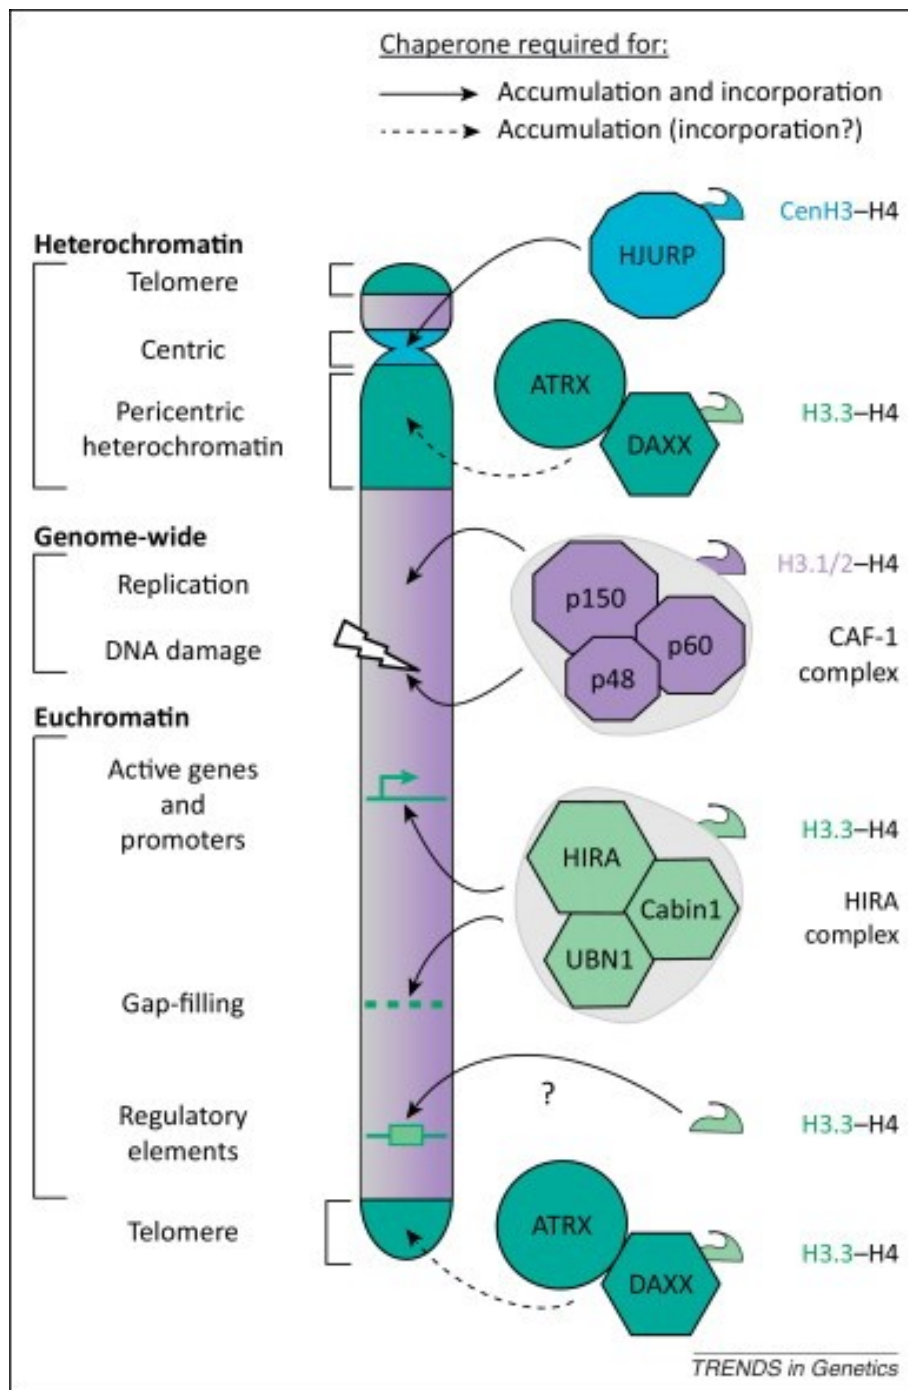 Chaperone required for:
Accumulation and incorporation
Accumulation (incorporation?)
CenH3–H4
HJURP
Heterochromatin
Telomere
Centric
Pericentric
heterochromatin
ATRX
DAXX
H3.3–H4
Genome-wide
Replication
DNA damage
p150
p60
p48
H3.1/2–H4
CAF-1
complex
Euchromatin
Active genes
and
promoters
HIRA
Cabin1
UBN1
H3.3–H4
HIRA
complex
Gap-filling
?
Regulatory
elements
H3.3–H4
Telomere
ATRX
DAXX
H3.3–H4
TRENDS in Genetics